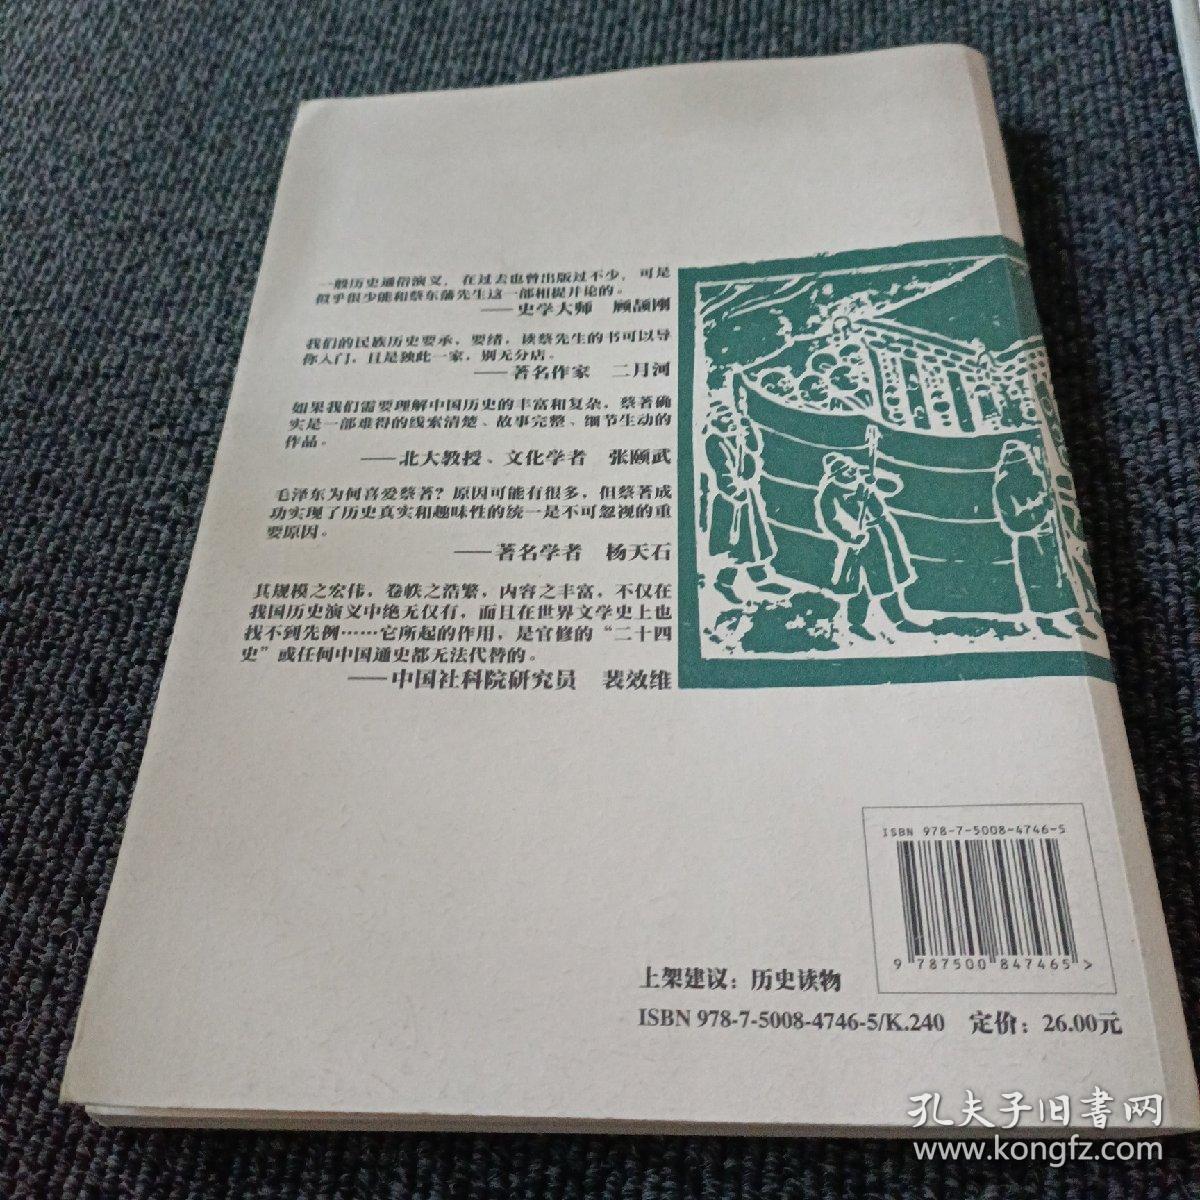 一般历史通俗演义，在过去也曾出版过不少，可是
似乎很少能和蔡东藩先生这一部相提并论的。
——史学大师　顾颉刚
我们的民族历史要承，要绪，读蔡先生的书可以导
你入门，且是独此一家，别无分店。
——著名作家　二月河
如果我们需要理解中国历史的丰富和复杂，蔡著确
实是一部难得的线索清楚、故事完整、细节生动的
作品。
——北大教授、文化学者　张颐武
毛泽东为何喜爱蔡著？原因可能有很多，但蔡著成
功实现了历史真实和趣味性的统一是不可忽视的重
要原因。
——著名学者　杨天石
其规模之宏伟，卷帙之浩繁，内容之丰富，不仅在
我国历史演义中绝无仅有，而且在世界文学史上也
找不到先例……它所起的作用，是官修的“二十四
史”或任何中国通史都无法代替的。
——中国社科院研究员　裴效维
ISBN 978-7-5008-4746-5
9 787500 847465 >
上架建议：历史读物
ISBN 978-7-5008-4746-5/K.240　定价：26.00元
孔夫子旧书网
www.kongfz.com